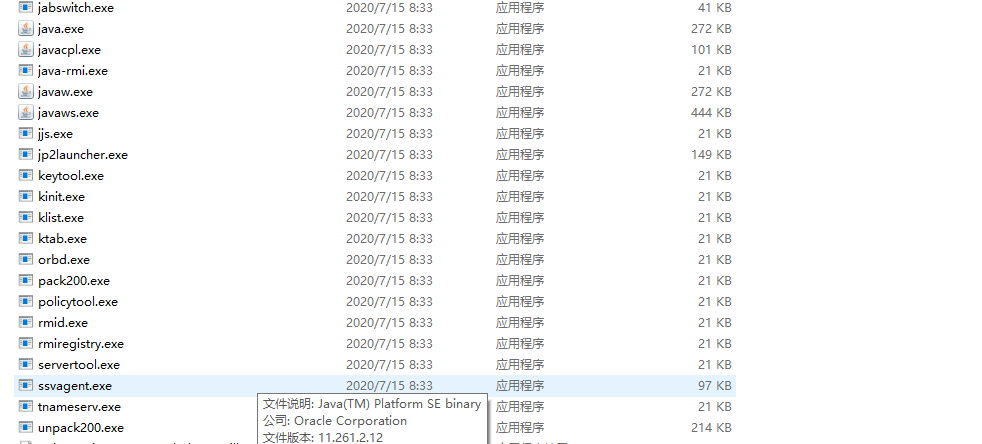 jabswitch.exe 2020/7/15 8:33 应用程序 41 KB
java.exe 2020/7/15 8:33 应用程序 272 KB
javacpl.exe 2020/7/15 8:33 应用程序 101 KB
java-rmi.exe 2020/7/15 8:33 应用程序 21 KB
javaw.exe 2020/7/15 8:33 应用程序 272 KB
javaws.exe 2020/7/15 8:33 应用程序 444 KB
jjs.exe 2020/7/15 8:33 应用程序 21 KB
jp2launcher.exe 2020/7/15 8:33 应用程序 149 KB
keytool.exe 2020/7/15 8:33 应用程序 21 KB
kinit.exe 2020/7/15 8:33 应用程序 21 KB
klist.exe 2020/7/15 8:33 应用程序 21 KB
ktab.exe 2020/7/15 8:33 应用程序 21 KB
orbd.exe 2020/7/15 8:33 应用程序 21 KB
pack200.exe 2020/7/15 8:33 应用程序 21 KB
policytool.exe 2020/7/15 8:33 应用程序 21 KB
rmid.exe 2020/7/15 8:33 应用程序 21 KB
rmiregistry.exe 2020/7/15 8:33 应用程序 21 KB
servertool.exe 2020/7/15 8:33 应用程序 21 KB
ssvagent.exe 2020/7/15 8:33 应用程序 97 KB
tnameserv.exe 应用程序 21 KB
unpack200.exe 应用程序 214 KB
文件说明: Java(TM) Platform SE binary
公司: Oracle Corporation
文件版本: 11.261.2.12